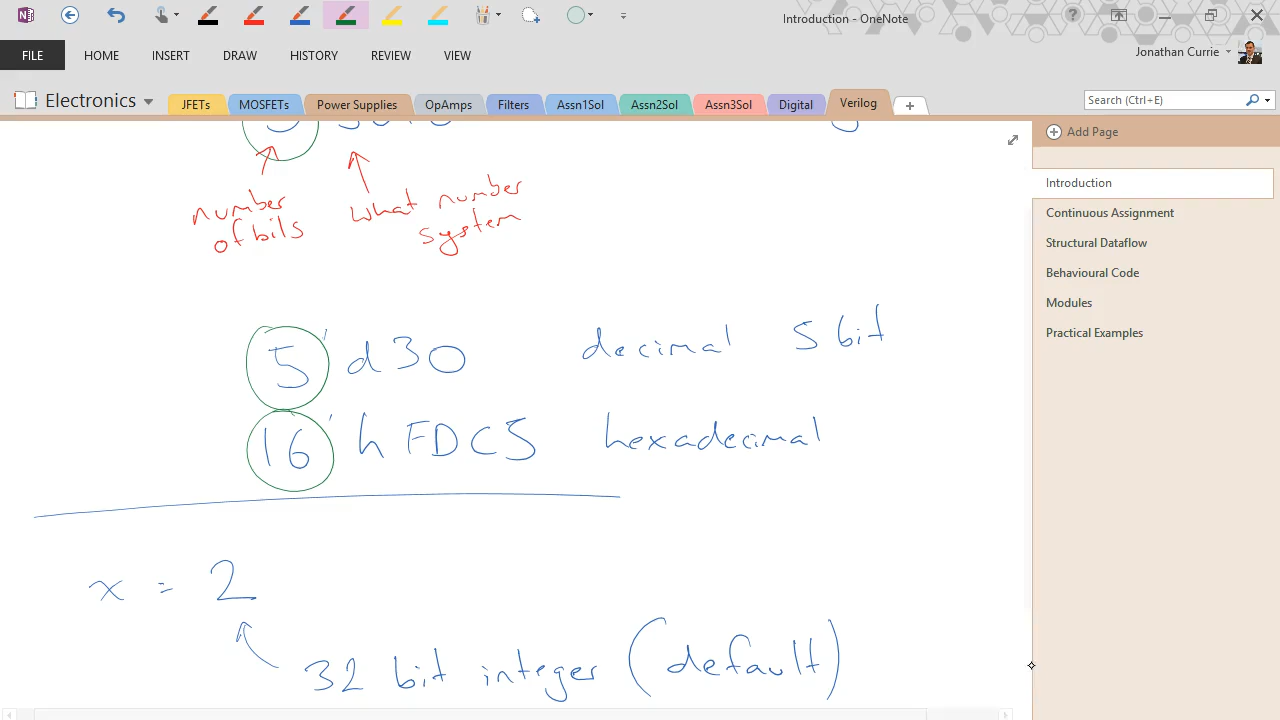 Introduction - OneNote
?
Jonathan Currie
FILE HOME INSERT DRAW HISTORY REVIEW VIEW
Electronics
JFETs MOSFETs Power Supplies OpAmps Filters Assn1Sol Assn2Sol Assn3Sol Digital Verilog +
Search (Ctrl+E)
Add Page
Introduction
Continuous Assignment
Structural Dataflow
Behavioural Code
Modules
Practical Examples
number of bits
what number system
5'd30 decimal 5 bit
16'hFDC5 hexadecimal
x = 2
32 bit integer (default)